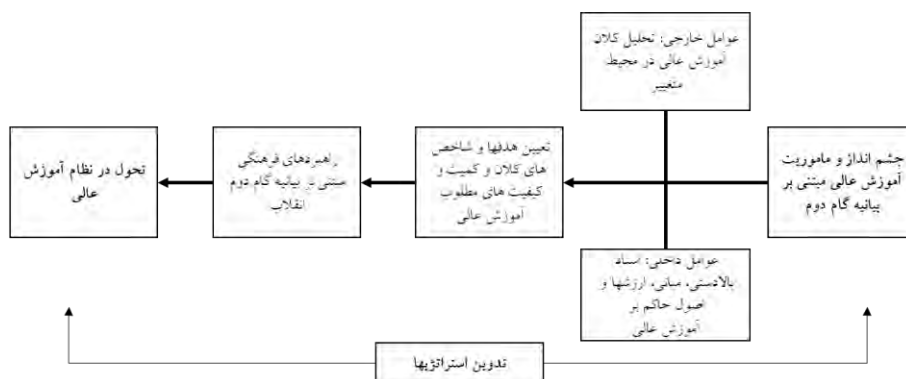 عوامل خارجی: تحلیل کلان
آموزش عالی در محیط
متغییر
چشم انداز و ماموریت
آموزش عالی مبتنی بر
بیانیه گام دوم
تعیین هدفها و شاخص
های کلان و کمیت و
کیفیت های مطلوب
آموزش عالی
راهبردهای فرهنگی
مبتنی بر بیانیه گام دوم
انقلاب
تحول در نظام آموزش
عالی
عوامل داخلی: اسناد
بالادستی، مبانی، ارزشها و
اصول حاکم بر
آموزش عالی
تدوین استراتژیها